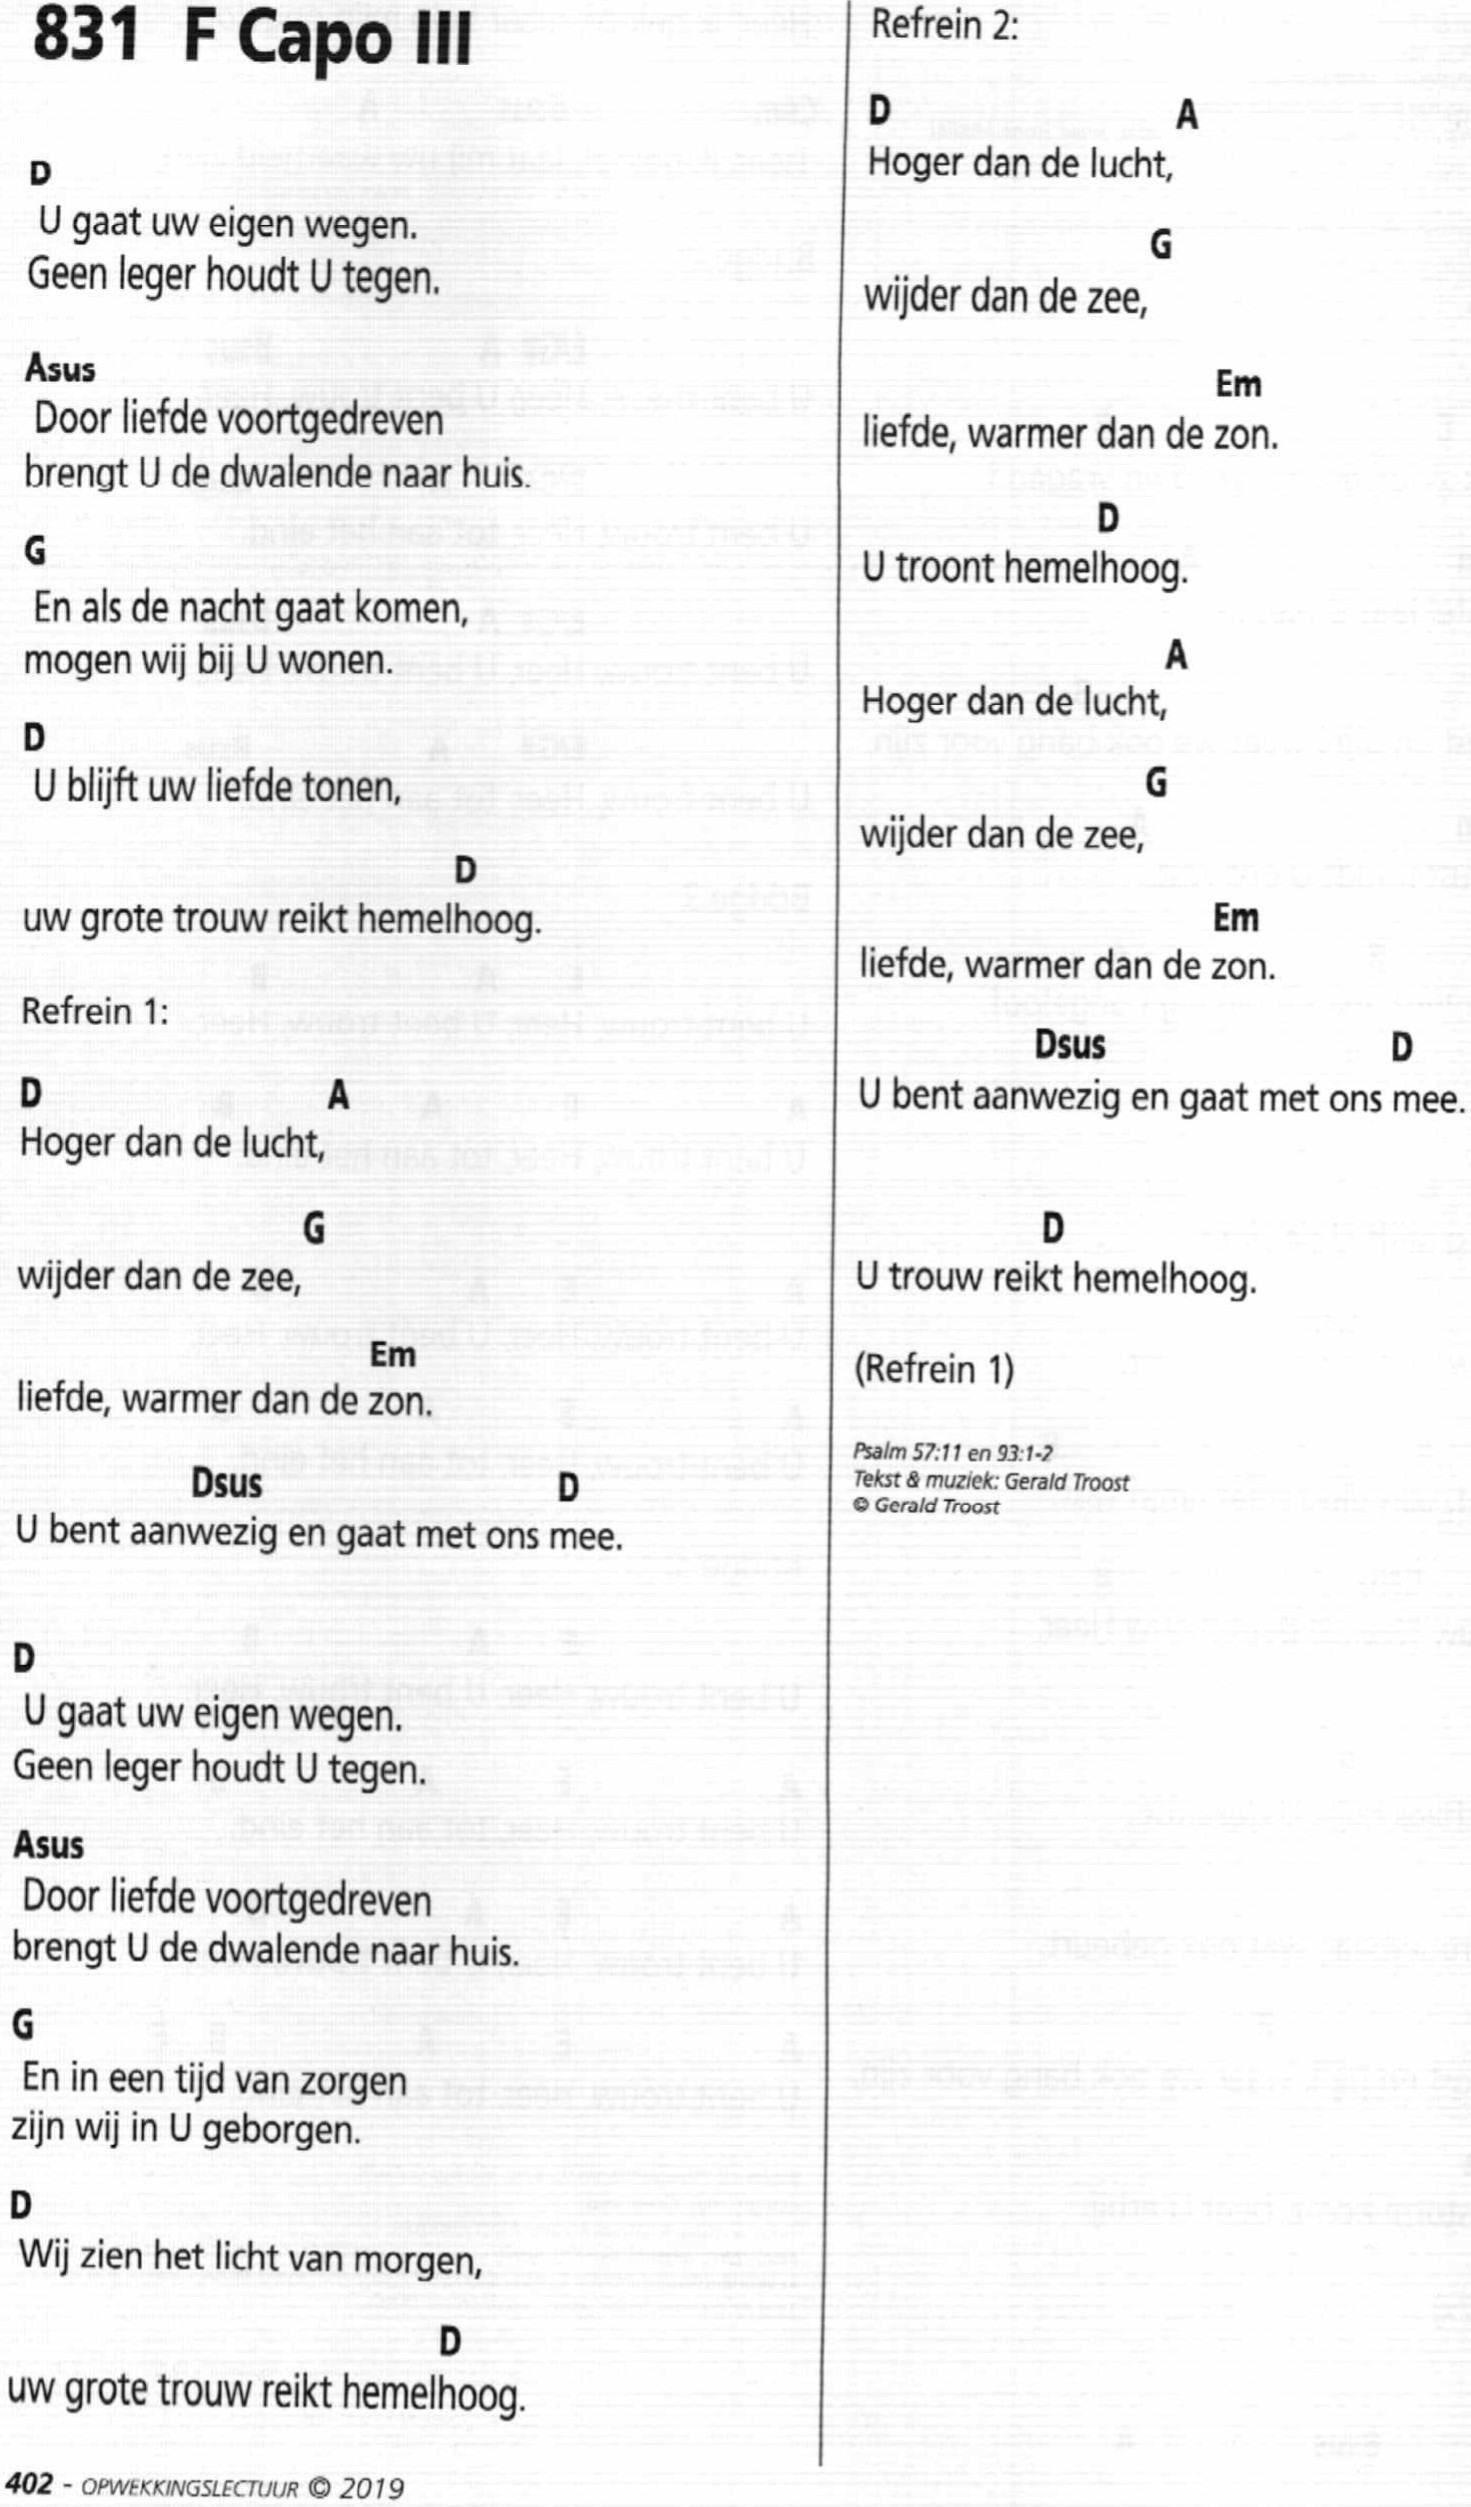 831 F Capo III
D
U gaat uw eigen wegen.
Geen leger houdt U tegen.
Asus
Door liefde voortgedreven
brengt U de dwalende naar huis.
G
En als de nacht gaat komen,
mogen wij bij U wonen.
D
U blijft uw liefde tonen,
D
uw grote trouw reikt hemelhoog.
Refrein 1:
D A
Hoger dan de lucht,
G
wijder dan de zee,
Em
liefde, warmer dan de zon.
Dsus D
U bent aanwezig en gaat met ons mee.
D
U gaat uw eigen wegen.
Geen leger houdt U tegen.
Asus
Door liefde voortgedreven
brengt U de dwalende naar huis.
G
En in een tijd van zorgen
zijn wij in U geborgen.
D
Wij zien het licht van morgen,
D
uw grote trouw reikt hemelhoog.
402 - OPWEKKINGSLECTUUR © 2019
Refrein 2:
D A
Hoger dan de lucht,
G
wijder dan de zee,
Em
liefde, warmer dan de zon.
D
U troont hemelhoog.
A
Hoger dan de lucht,
G
wijder dan de zee,
Em
liefde, warmer dan de zon.
Dsus D
U bent aanwezig en gaat met ons mee.
D
U trouw reikt hemelhoog.
(Refrein 1)
Psalm 57:11 en 93:1-2
Tekst & muziek: Gerald Troost
© Gerald Troost